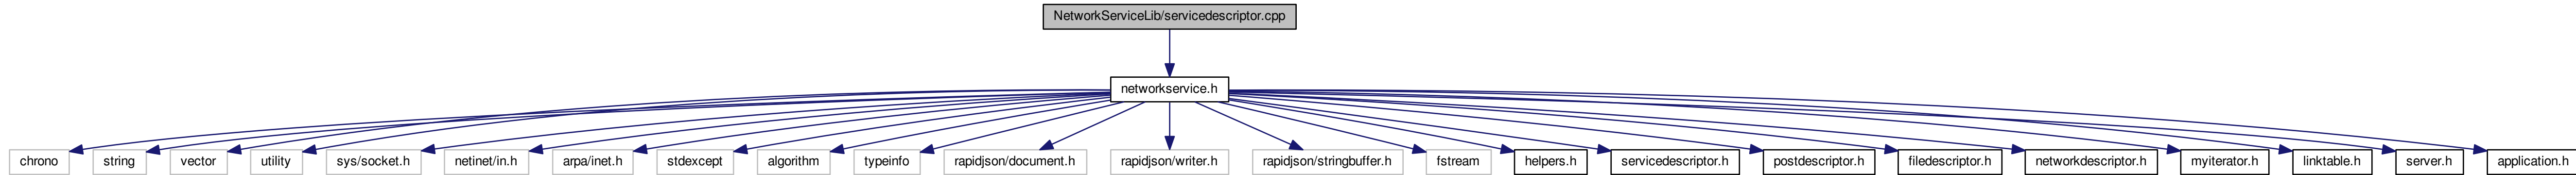 NetworkServiceLib/servicedescriptor.cpp
networkservice.h
chrono
string
vector
utility
sys/socket.h
netinet/in.h
arpa/inet.h
stdexcept
algorithm
typeinfo
rapidjson/document.h
rapidjson/writer.h
rapidjson/stringbuffer.h
fstream
helpers.h
servicedescriptor.h
postdescriptor.h
filedescriptor.h
networkdescriptor.h
myiterator.h
linktable.h
server.h
application.h